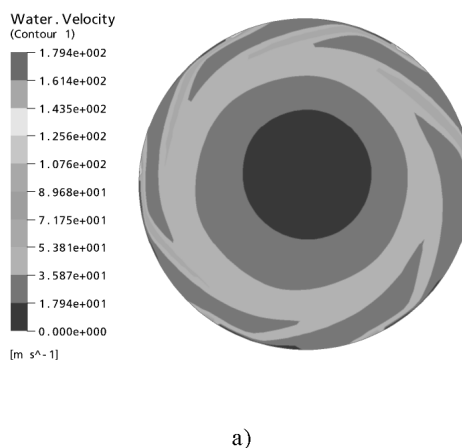 Water.Velocity
(Contour 1)
1.794e+002
1.614e+002
1.435e+002
1.256e+002
1.076e+002
8.968e+001
7.175e+001
5.381e+001
3.587e+001
1.794e+001
0.000e+000
[m s^-1]
a)